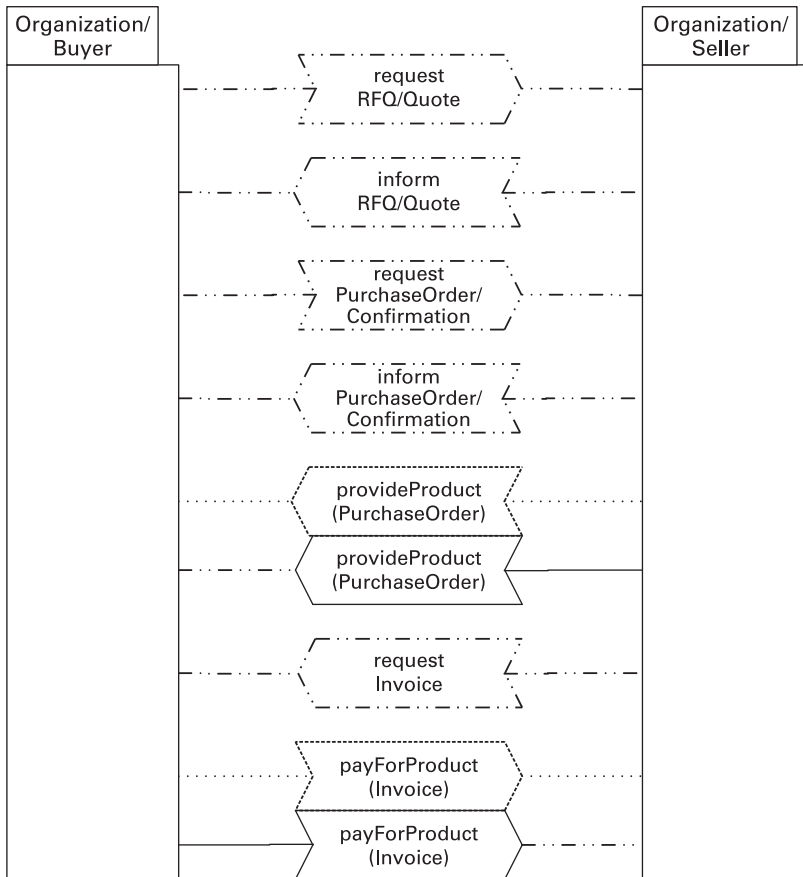 Organization/
Buyer
Organization/
Seller
request
RFQ/Quote
inform
RFQ/Quote
request
PurchaseOrder/
Confirmation
inform
PurchaseOrder/
Confirmation
provideProduct
(PurchaseOrder)
provideProduct
(PurchaseOrder)
request
Invoice
payForProduct
(Invoice)
payForProduct
(Invoice)